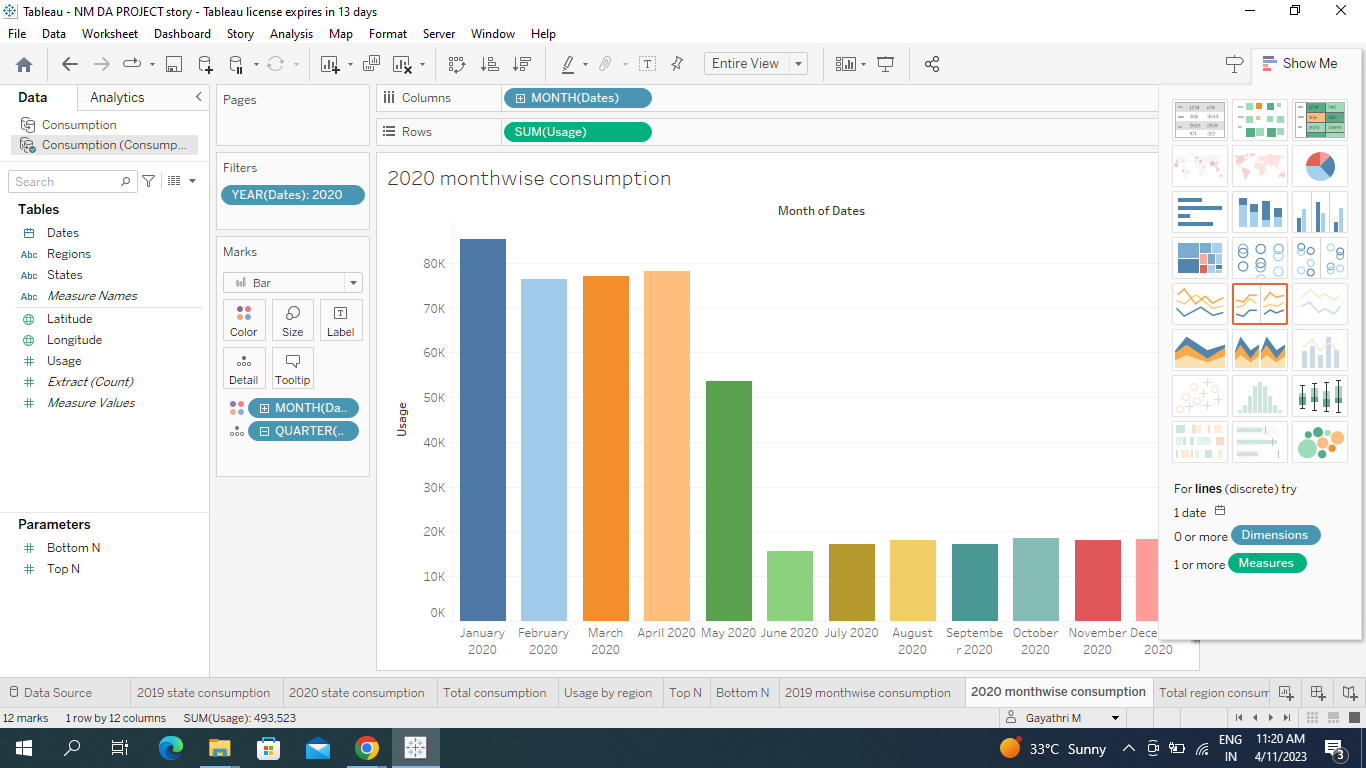 Tableau - NM DA PROJECT story - Tableau license expires in 13 days
File Data Worksheet Dashboard Story Analysis Map Format Server Window Help
Entire View
Show Me
Data Analytics
Consumption
Consumption (Consump...
Search
Tables
Dates
Abc Regions
Abc States
Abc Measure Names
Latitude
Longitude
# Usage
# Extract (Count)
# Measure Values
Parameters
# Bottom N
# Top N
Pages
Filters
YEAR(Dates): 2020
Marks
Bar
Color Size Label
Detail Tooltip
MONTH(Da..
QUARTER(..
Columns MONTH(Dates)
Rows SUM(Usage)
2020 monthwise consumption
Month of Dates
Usage
80K
70K
60K
50K
40K
30K
20K
10K
0K
January 2020
February 2020
March 2020
April 2020
May 2020
June 2020
July 2020
August 2020
Septembe
r 2020
October 2020
November 2020
2020
For lines (discrete) try
1 date
0 or more Dimensions
1 or more Measures
Data Source 2019 state consumption 2020 state consumption Total consumption Usage by region Top N Bottom N 2019 monthwise consumption 2020 monthwise consumption Total region consum
12 marks 1 row by 12 columns SUM(Usage): 493,523 Gayathri M
33°C Sunny
ENG
IN
11:20 AM
4/11/2023
3